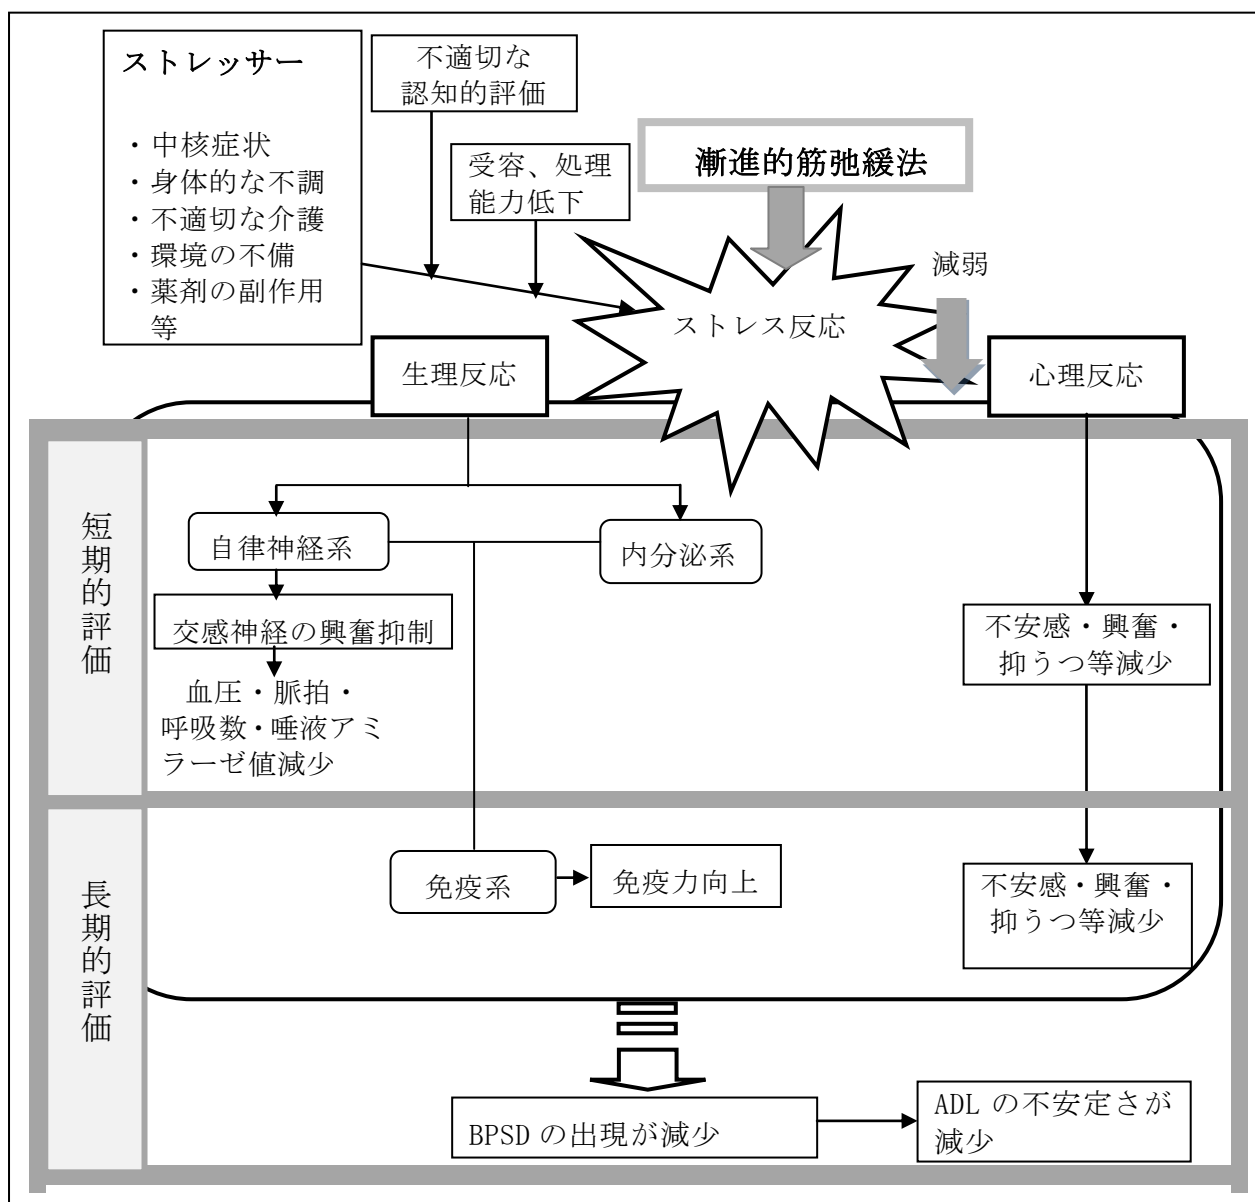 ストレッサー
・中核症状
・身体的な不調
・不適切な介護
・環境の不備
・薬剤の副作用
等
不適切な
認知的評価
受容、処理
能力低下
漸進的筋弛緩法
減弱
ストレス反応
生理反応
心理反応
短期的評価
自律神経系
内分泌系
交感神経の興奮抑制
血圧・脈拍・
呼吸数・唾液アミ
ラーゼ値減少
不安感・興奮・
抑うつ等減少
長期的評価
免疫系
免疫力向上
不安感・興奮・
抑うつ等減少
BPSD の出現が減少
ADL の不安定さが
減少